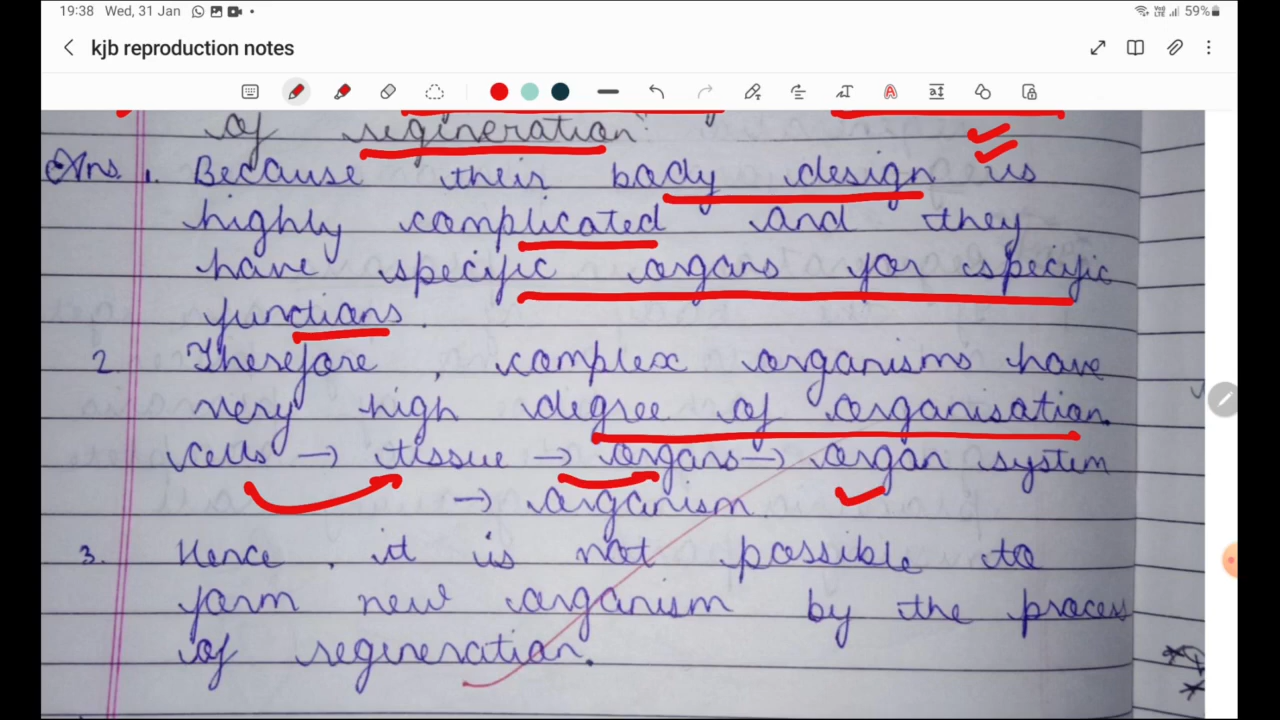 19:38 Wed, 31 Jan
59%
kjb reproduction notes
of regineration.
Ans. 1. Because their body design is
highly complicated and they
have specific organs for specific
functions.
2. Therefore, complex organisms have
very high degree of organisation.
cells → tissue → organs → organ system
→ organism
3. Hence, it is not possible to
form new organism by the process
of regineration.